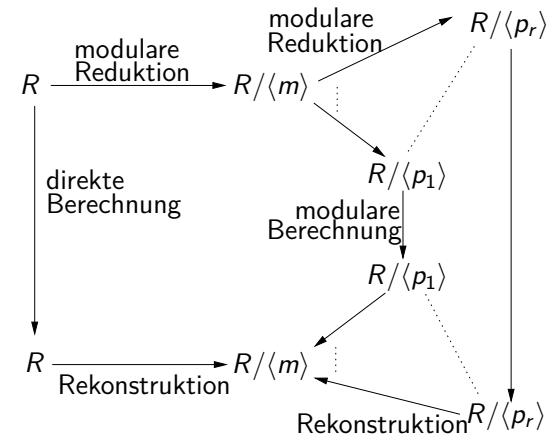 modulare
Reduktion
R/⟨p_r⟩
modulare
Reduktion
R
R/⟨m⟩
R/⟨p_1⟩
direkte
Berechnung
modulare
Berechnung
R/⟨p_1⟩
R
R/⟨m⟩
Rekonstruktion
R/⟨p_r⟩
Rekonstruktion